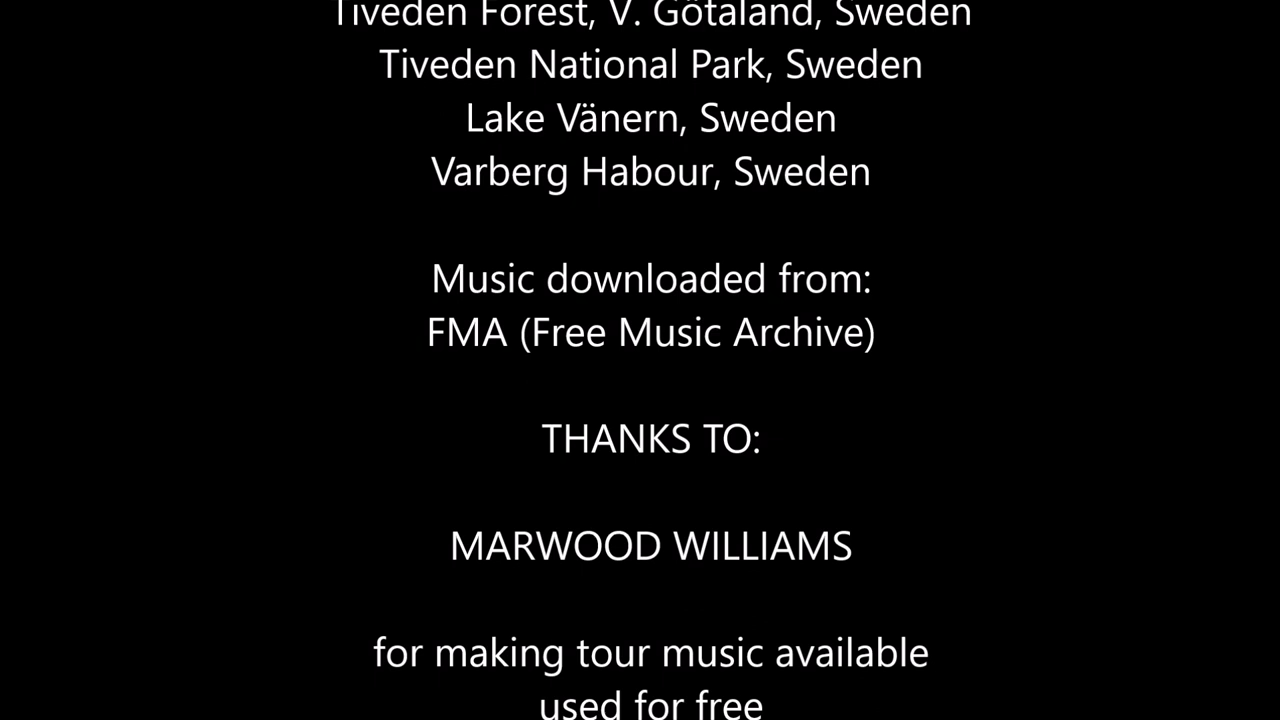 Tiveden Forest, V. Götaland, Sweden
Tiveden National Park, Sweden
Lake Vänern, Sweden
Varberg Habour, Sweden
Music downloaded from:
FMA (Free Music Archive)
THANKS TO:
MARWOOD WILLIAMS
for making tour music available
used for free